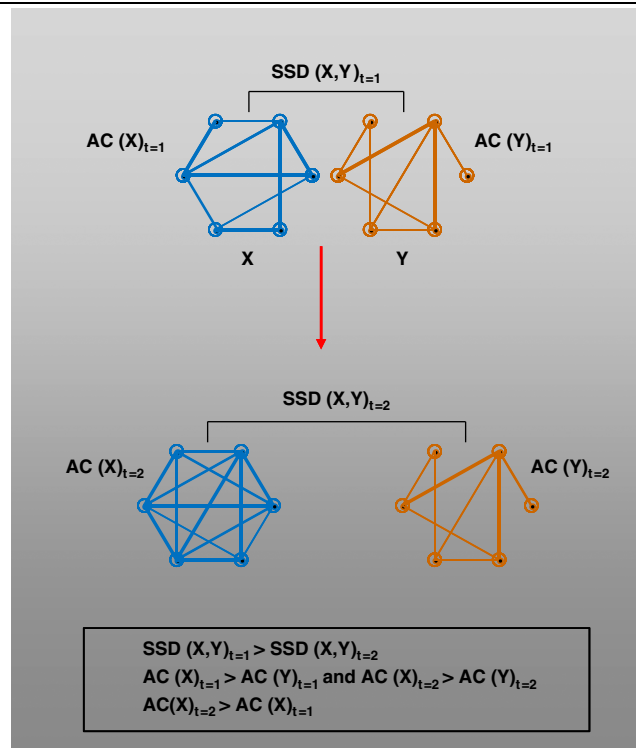 SSD (X,Y)t=1
AC (X)t=1
AC (Y)t=1
X
Y
SSD (X,Y)t=2
AC (X)t=2
AC (Y)t=2
SSD (X,Y)t=1 > SSD (X,Y)t=2
AC (X)t=1 > AC (Y)t=1 and AC (X)t=2 > AC (Y)t=2
AC(X)t=2 > AC (X)t=1